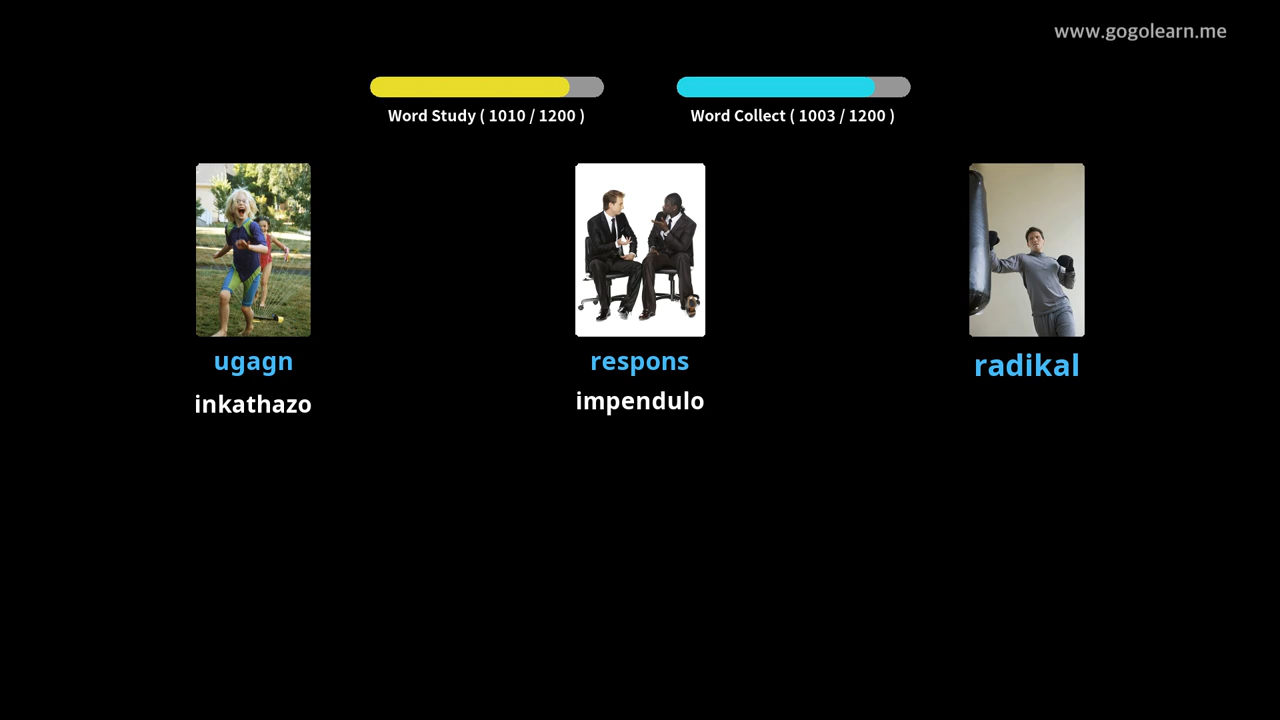 www.gogolearn.me
Word Study ( 1010 / 1200 )
Word Collect ( 1003 / 1200 )
ugagn
inkathazo
respons
impendulo
radikal